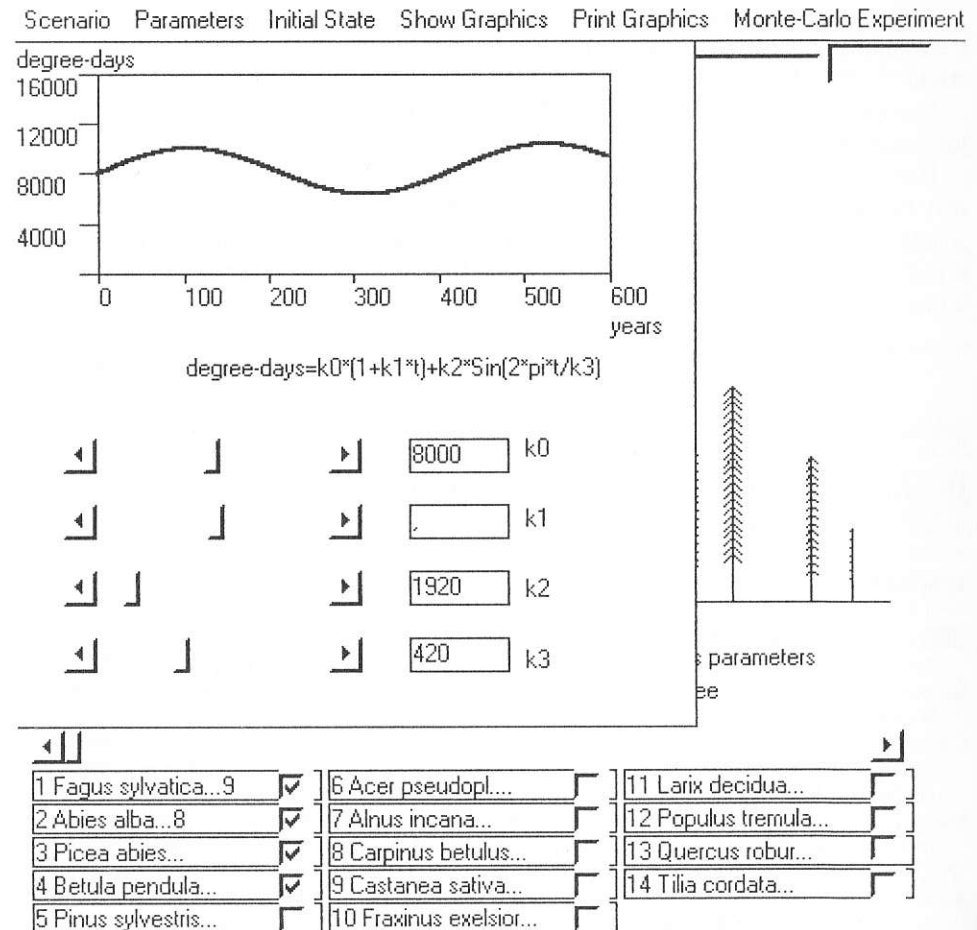 Scenario Parameters Initial State Show Graphics Print Graphics Monte-Carlo Experiment
degree-days
16000
12000
8000
4000
0 100 200 300 400 500 600
years
degree-days=k0*(1+k1*t)+k2*Sin(2*pi*t/k3)
8000 k0
k1
1920 k2
420 k3
parameters
ee
1 Fagus sylvatica...9
2 Abies alba...8
3 Picea abies...
4 Betula pendula...
5 Pinus sylvestris...
6 Acer pseudopl....
7 Alnus incana...
8 Carpinus betulus...
9 Castanea sativa...
10 Fraxinus exelsior...
11 Larix decidua...
12 Populus tremula...
13 Quercus robur...
14 Tilia cordata...